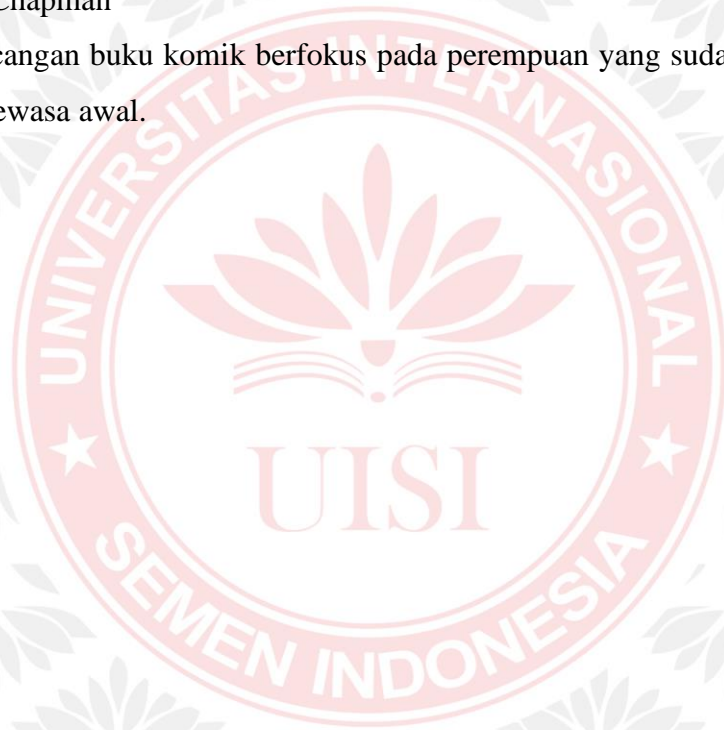 Chapman
cangan buku komik berfokus pada perempuan yang suda
ewasa awal.
UNIVERSITAS INTERNASIONAL
UISI
SEMEN INDONESIA